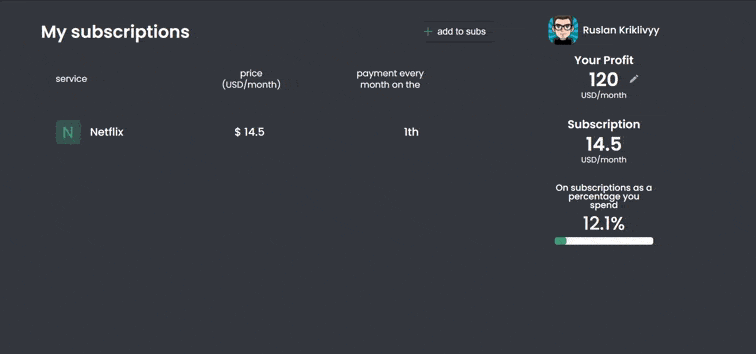 My subscriptions
+ add to subs
service
price
(USD/month)
payment every
month on the
N
Netflix
$ 14.5
1th
Ruslan Kriklivyy
Your Profit
120
USD/month
Subscription
14.5
USD/month
On subscriptions as a
percentage you
spend
12.1%